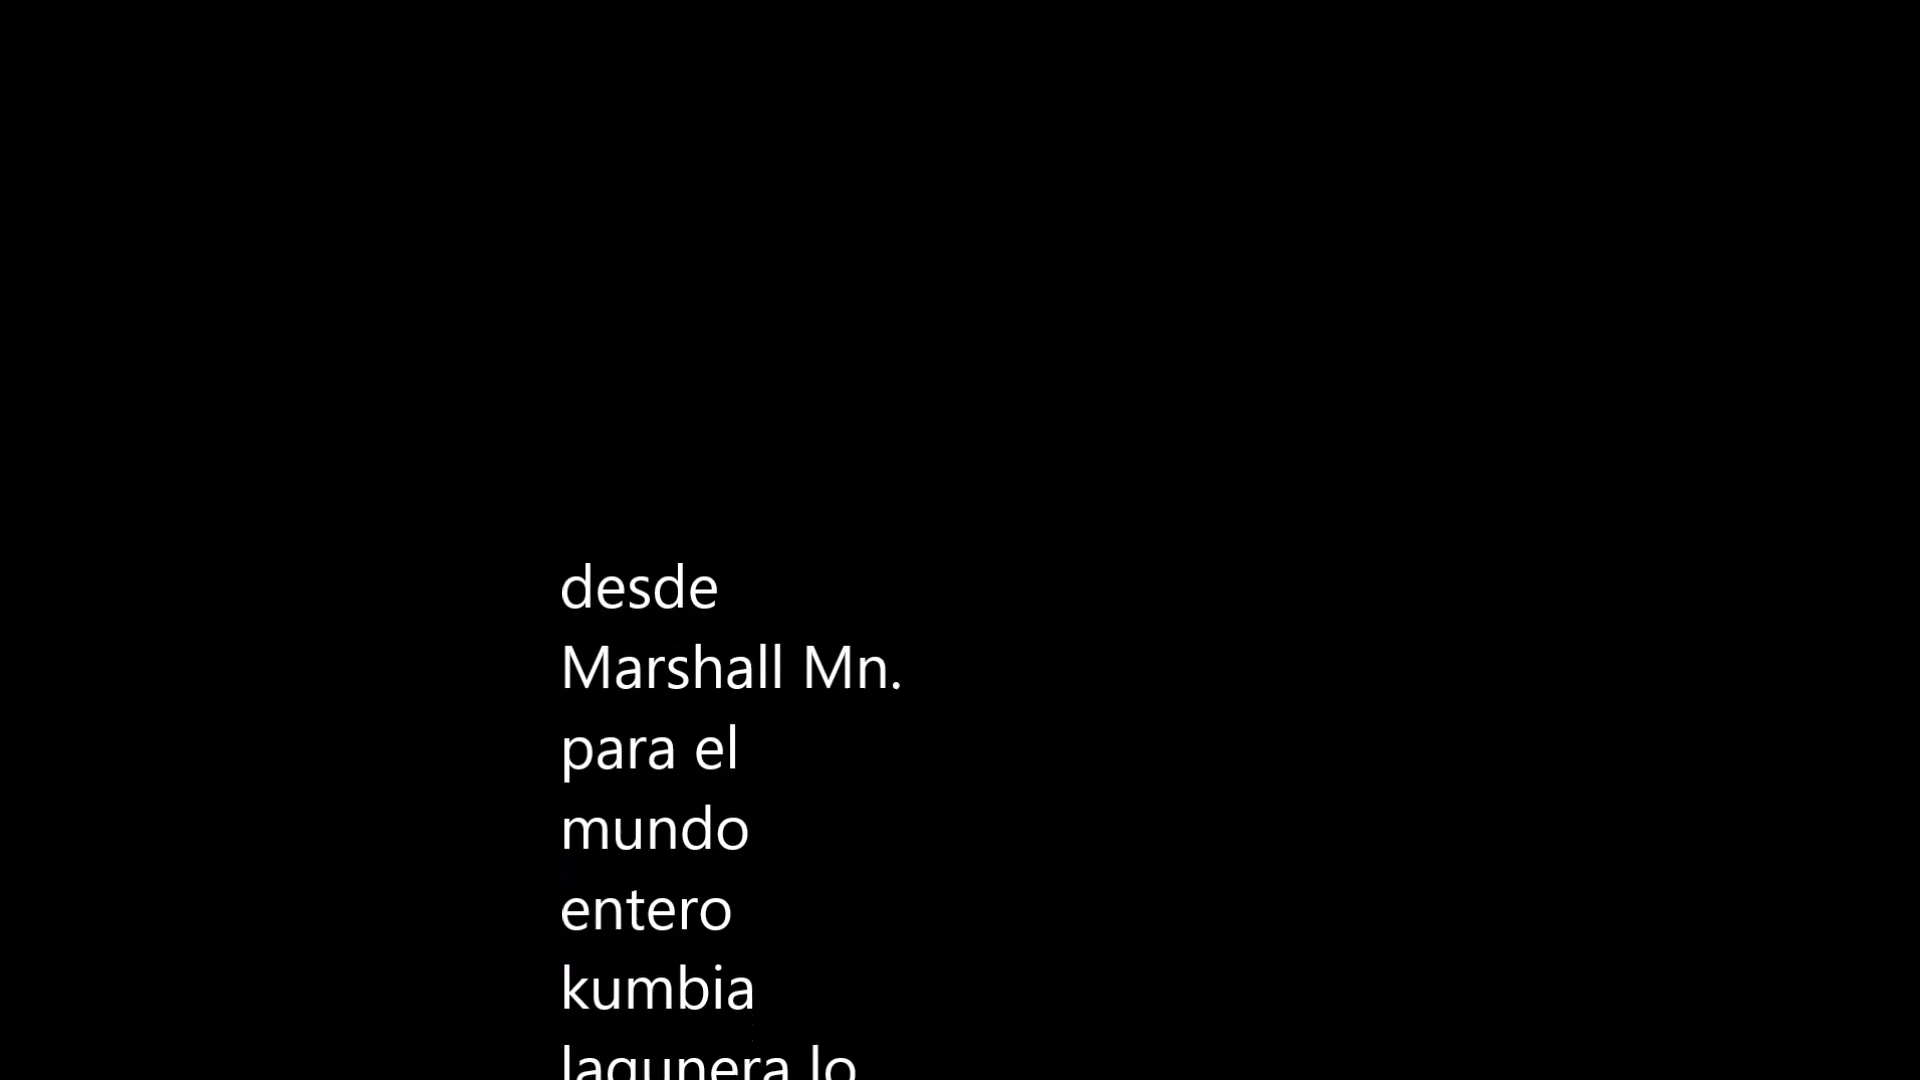 desde
Marshall Mn.
para el
mundo
entero
kumbia
lagunera lo